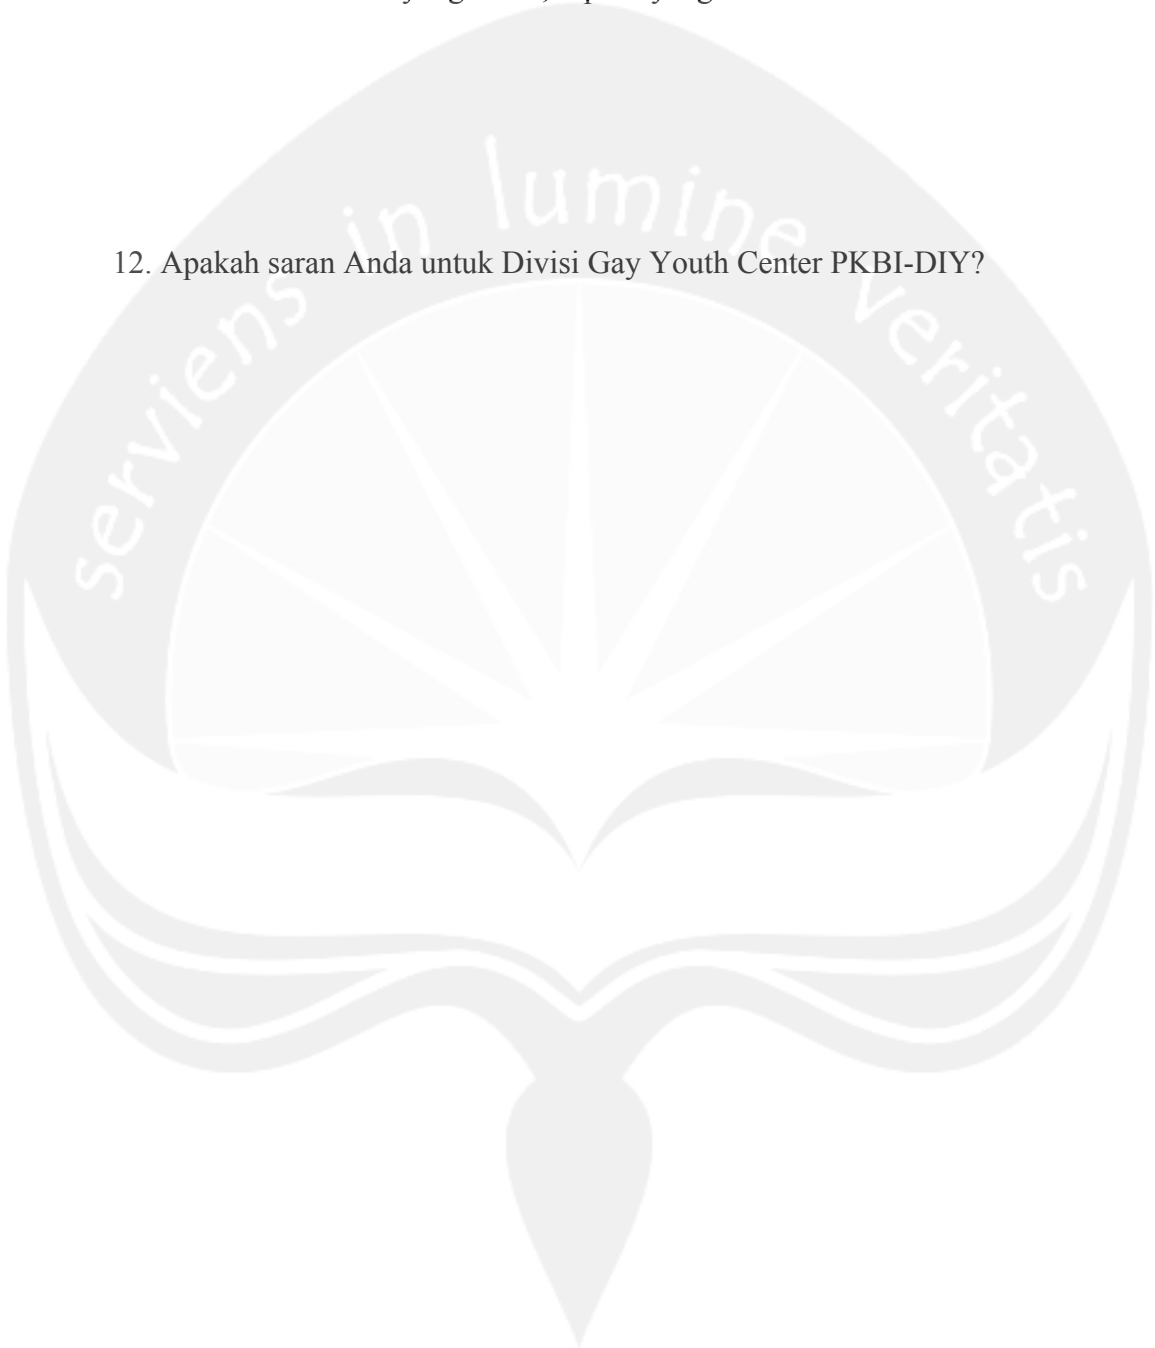 serviens in lumine veritatis
12. Apakah saran Anda untuk Divisi Gay Youth Center PKBI-DIY?